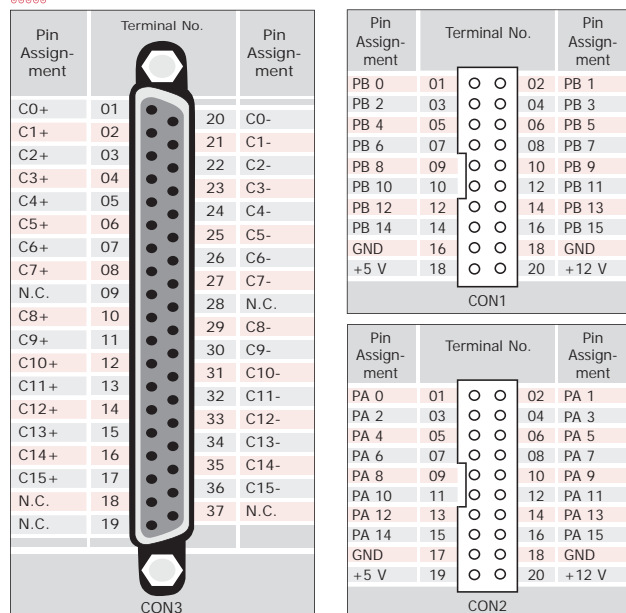 Pin Assign- ment Terminal No. Pin Assign- ment
C0+ 01
20 C0-
C1+ 02
21 C1-
C2+ 03
22 C2-
C3+ 04
23 C3-
C4+ 05
24 C4-
C5+ 06
25 C5-
C6+ 07
26 C6-
C7+ 08
27 C7-
N.C. 09
28 N.C.
C8+ 10
29 C8-
C9+ 11
30 C9-
C10+ 12
31 C10-
C11+ 13
32 C11-
C12+ 14
33 C12-
C13+ 15
34 C13-
C14+ 16
35 C14-
C15+ 17
36 C15-
N.C. 18
37 N.C.
N.C. 19
CON3
Pin Assign- ment Terminal No. Pin Assign- ment
PB 0 01 02 PB 1
PB 2 03 04 PB 3
PB 4 05 06 PB 5
PB 6 07 08 PB 7
PB 8 09 10 PB 9
PB 10 10 12 PB 11
PB 12 12 14 PB 13
PB 14 14 16 PB 15
GND 16 18 GND
+5 V 18 20 +12 V
CON1
Pin Assign- ment Terminal No. Pin Assign- ment
PA 0 01 02 PA 1
PA 2 03 04 PA 3
PA 4 05 06 PA 5
PA 6 07 08 PA 7
PA 8 09 10 PA 9
PA 10 11 12 PA 11
PA 12 13 14 PA 13
PA 14 15 16 PA 15
GND 17 18 GND
+5 V 19 20 +12 V
CON2